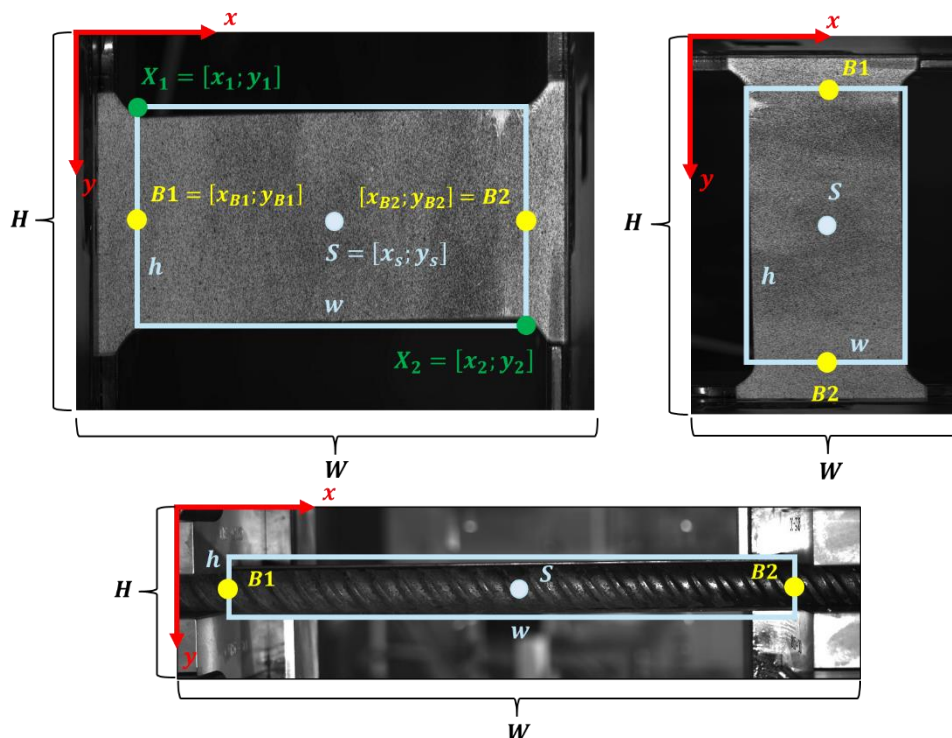 x
X₁ = [x₁; y₁]
y
B1 = [x_B1; y_B1]
[x_B2; y_B2] = B2
H
S = [x_s; y_s]
h
w
X₂ = [x₂; y₂]
W
x
B1
y
S
H
h
w
B2
W
x
h
B1
S
B2
H
w
y
W